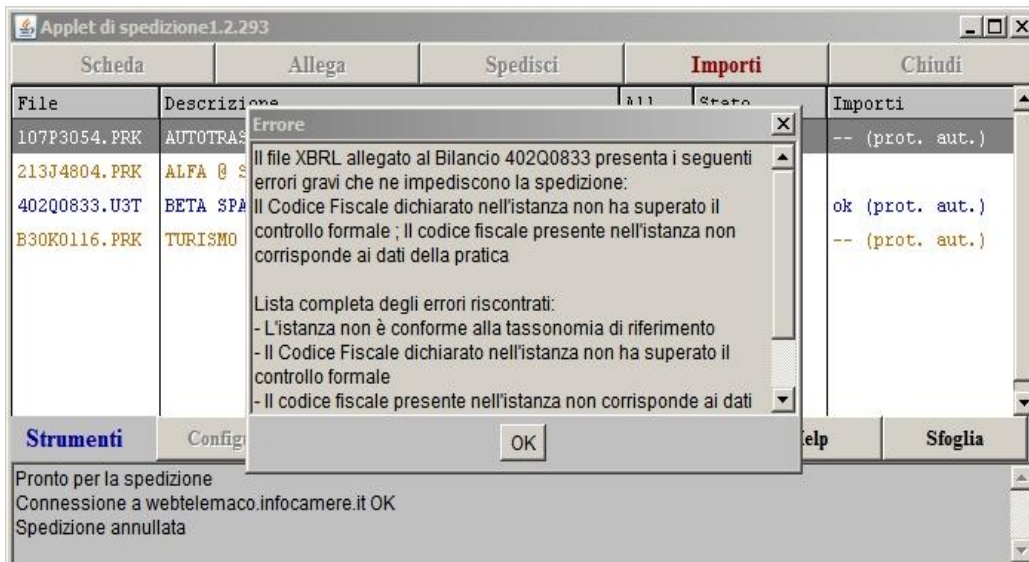 Applet di spedizione1.2.293
Scheda Allega Spedisci Importi Chiudi
File Descrizione All Stato Importi
107P3054.PRK AUTOTRAS -- (prot. aut.)
213J4804.PRK ALFA @ S
402Q0833.U3T BETA SPA ok (prot. aut.)
B30K0116.PRK TURISMO -- (prot. aut.)
Errore
Il file XBRL allegato al Bilancio 402Q0833 presenta i seguenti
errori gravi che ne impediscono la spedizione:
Il Codice Fiscale dichiarato nell'istanza non ha superato il
controllo formale ; Il codice fiscale presente nell'istanza non
corrisponde ai dati della pratica
Lista completa degli errori riscontrati:
- L'istanza non è conforme alla tassonomia di riferimento
- Il Codice Fiscale dichiarato nell'istanza non ha superato il
controllo formale
- Il codice fiscale presente nell'istanza non corrisponde ai dati
OK
Strumenti Config elp Sfoglia
Pronto per la spedizione
Connessione a webtelemaco.infocamere.it OK
Spedizione annullata